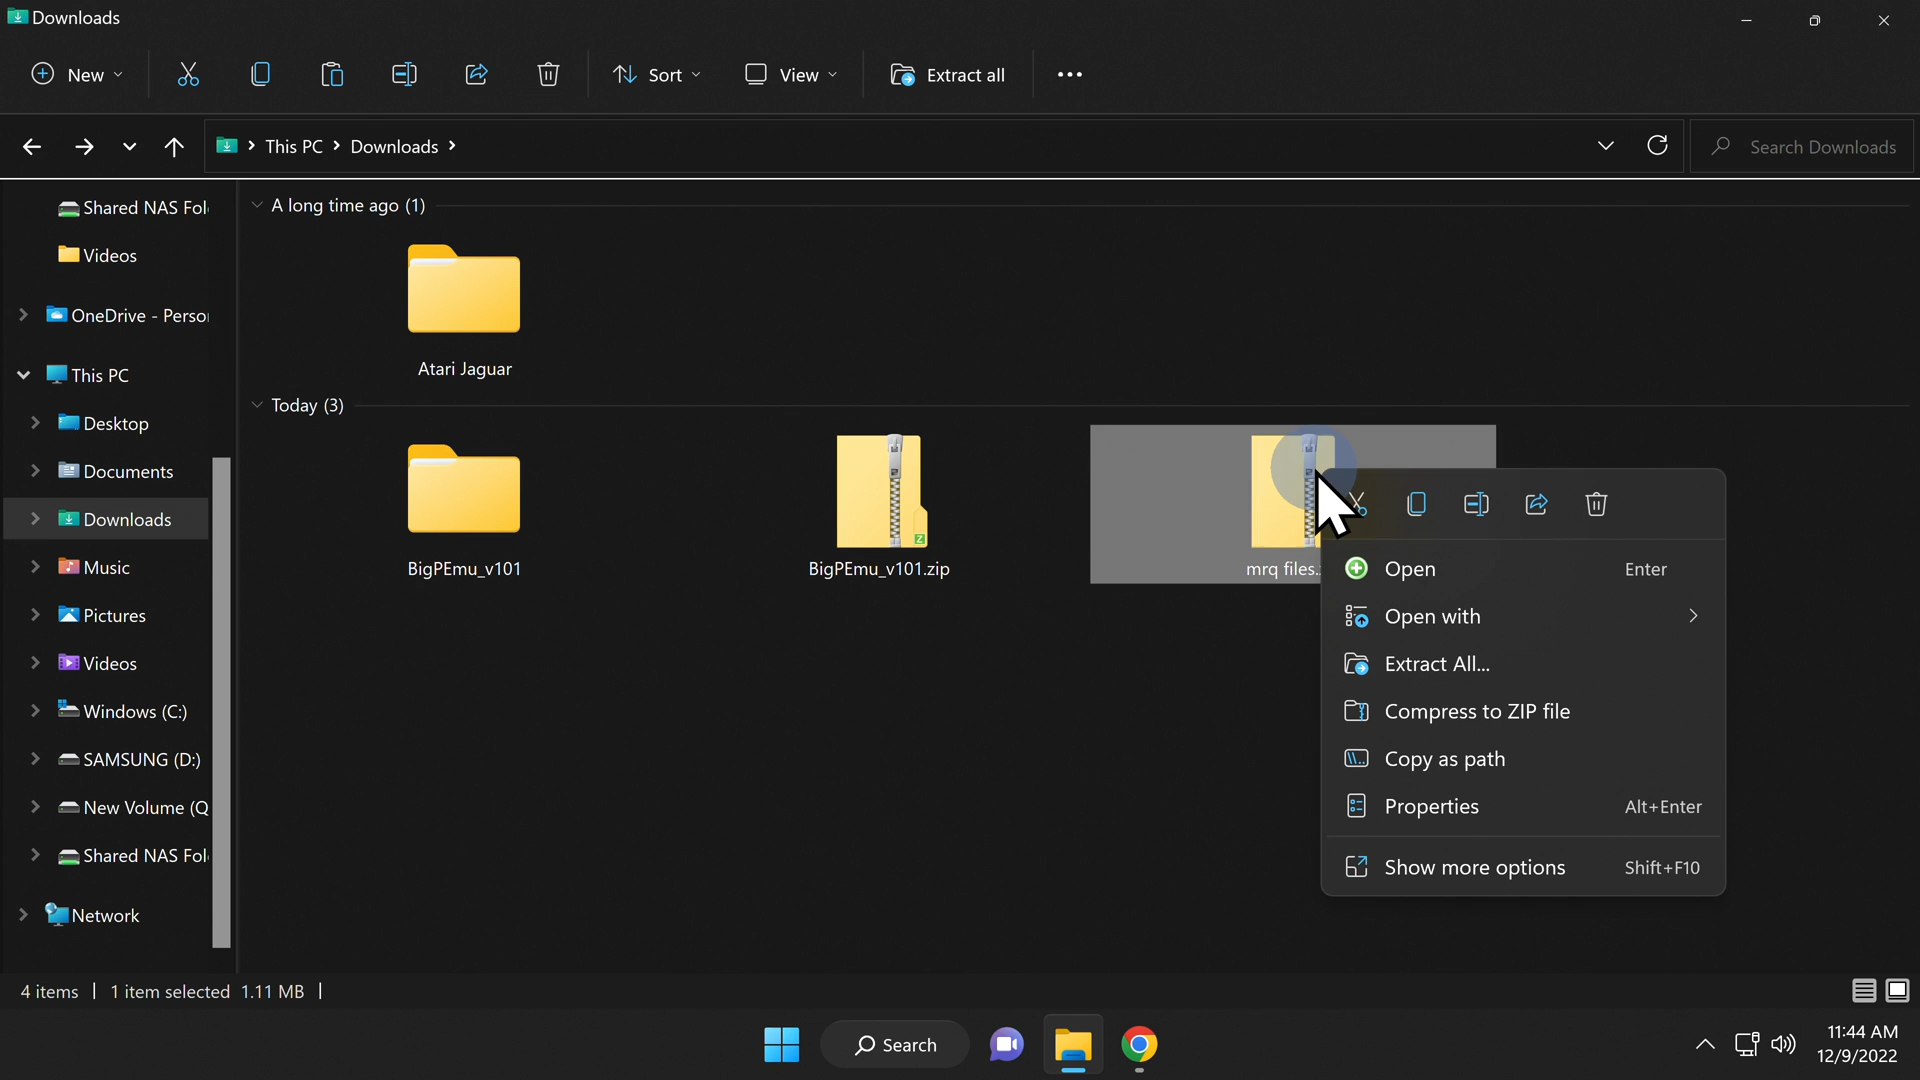 Downloads
New
Sort
View
Extract all
This PC > Downloads >
Search Downloads
Shared NAS Fol
Videos
OneDrive - Perso
This PC
Desktop
Documents
Downloads
Music
Pictures
Videos
Windows (C:)
SAMSUNG (D:)
New Volume (Q
Shared NAS Fol
Network
A long time ago (1)
Atari Jaguar
Today (3)
BigPEmu_v101
BigPEmu_v101.zip
mrq files.
Open Enter
Open with
Extract All...
Compress to ZIP file
Copy as path
Properties Alt+Enter
Show more options Shift+F10
4 items | 1 item selected 1.11 MB |
Search
11:44 AM
12/9/2022